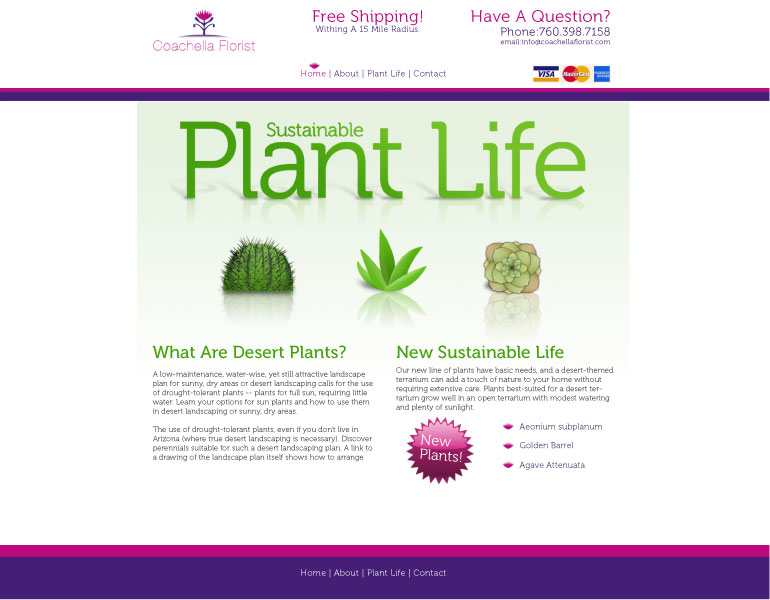 Coachella Florist
Free Shipping!
Withing A 15 Mile Radius.
Have A Question?
Phone:760.398.7158
email:info@coachellaflorist.com
Home | About | Plant Life | Contact
VISA MasterCard AMERICAN EXPRESS
Sustainable
Plant Life
What Are Desert Plants?
A low-maintenance, water-wise, yet still attractive landscape
plan for sunny, dry areas or desert landscaping calls for the use
of drought-tolerant plants -- plants for full sun, requiring little
water. Learn your options for sun plants and how to use them
in desert landscaping or sunny, dry areas.
The use of drought-tolerant plants, even if you don't live in
Arizona (where true desert landscaping is necessary). Discover
perennials suitable for such a desert landscaping plan. A link to
a drawing of the landscape plan itself shows how to arrange
New Sustainable Life
Our new line of plants have basic needs, and a desert-themed
terrarium can add a touch of nature to your home without
requiring extensive care. Plants best-suited for a desert ter-
rarium grow well in an open terrarium with modest watering
and plenty of sunlight.
New
Plants!
Aeonium subplanum
Golden Barrel
Agave Attenuata
Home | About | Plant Life | Contact